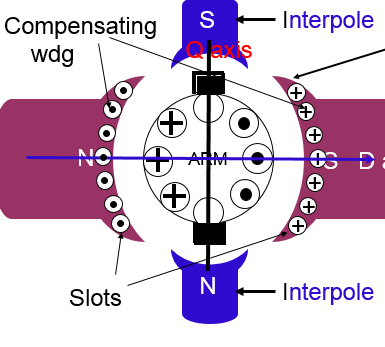 S
Interpole
Compensating
wdg
Q axis
N ARM S D a
N
Interpole
Slots